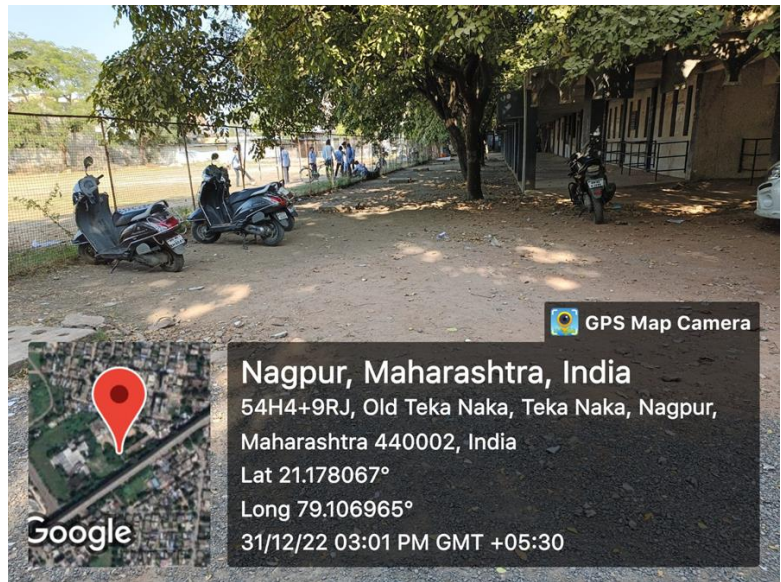 GPS Map Camera
Nagpur, Maharashtra, India
54H4+9RJ, Old Teka Naka, Teka Naka, Nagpur,
Maharashtra 440002, India
Lat 21.178067°
Long 79.106965°
31/12/22 03:01 PM GMT +05:30
Google